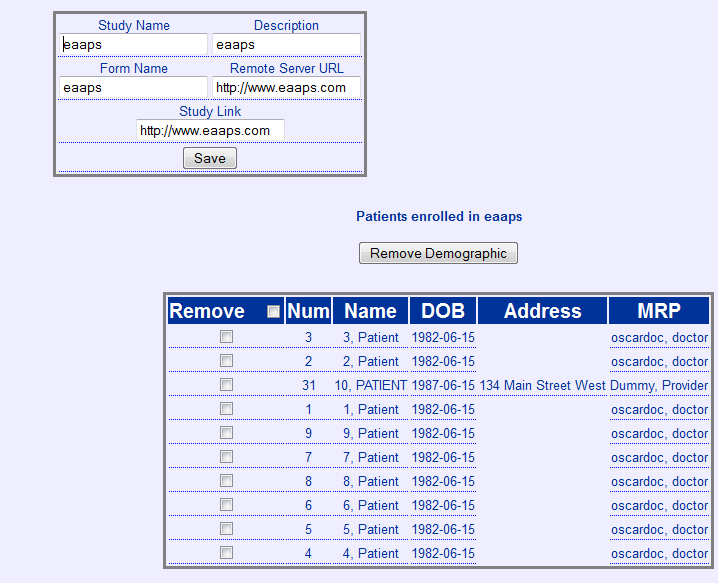 Study Name Description
eaaps eaaps
Form Name Remote Server URL
eaaps http://www.eaaps.com
Study Link
http://www.eaaps.com
Save
Patients enrolled in eaaps
Remove Demographic
Remove Num Name DOB Address MRP
3 3, Patient 1982-06-15 oscardoc, doctor
2 2, Patient 1982-06-15 oscardoc, doctor
31 10, PATIENT 1987-06-15 134 Main Street West Dummy, Provider
1 1, Patient 1982-06-15 oscardoc, doctor
9 9, Patient 1982-06-15 oscardoc, doctor
7 7, Patient 1982-06-15 oscardoc, doctor
8 8, Patient 1982-06-15 oscardoc, doctor
6 6, Patient 1982-06-15 oscardoc, doctor
5 5, Patient 1982-06-15 oscardoc, doctor
4 4, Patient 1982-06-15 oscardoc, doctor